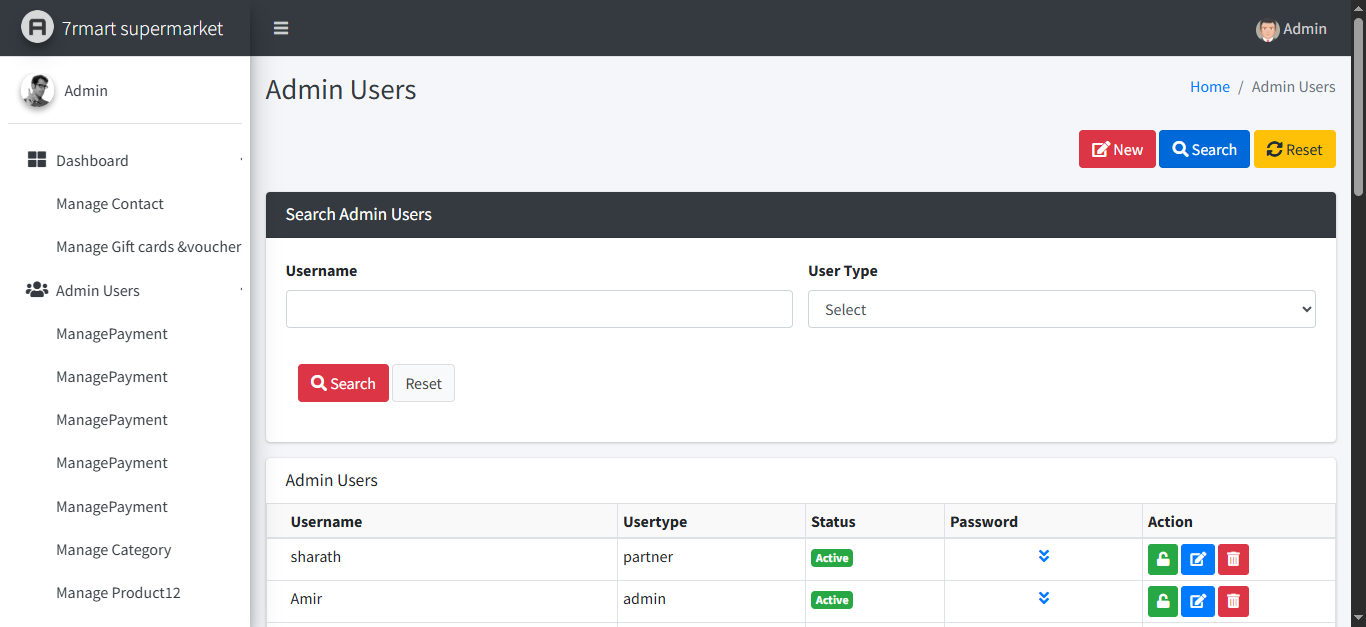 7rmart supermarket
Admin
Admin
Dashboard
Manage Contact
Manage Gift cards &voucher
Admin Users
ManagePayment
ManagePayment
ManagePayment
ManagePayment
ManagePayment
Manage Category
Manage Product12
Admin Users
Home / Admin Users
New Search Reset
Search Admin Users
Username User Type
Select
Search Reset
Admin Users
Username Usertype Status Password Action
sharath partner Active
Amir admin Active